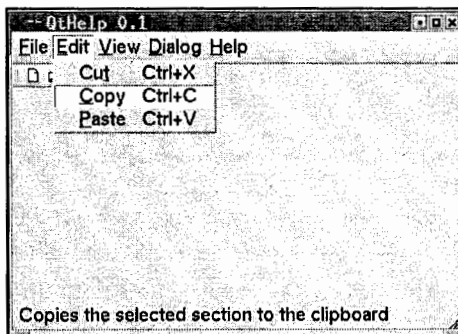 QtHelp 0.1
File Edit View Dialog Help
Cut Ctrl+X
Copy Ctrl+C
Paste Ctrl+V
Copies the selected section to the clipboard